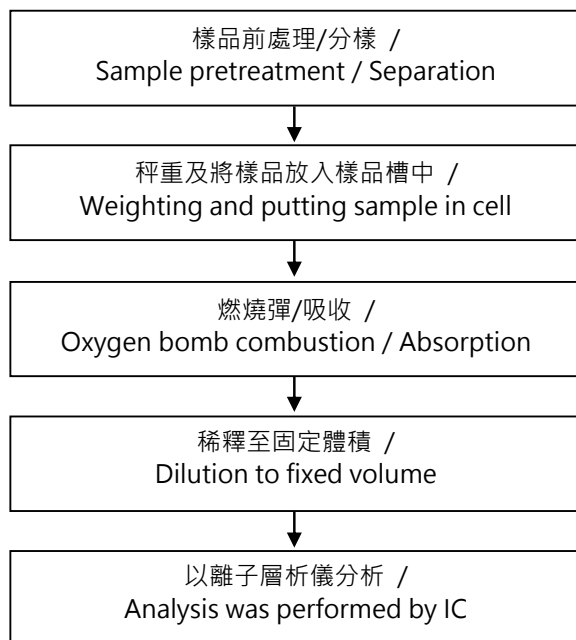 樣品前處理/分樣 /
Sample pretreatment / Separation
秤重及將樣品放入樣品槽中 /
Weighting and putting sample in cell
燃燒彈/吸收 /
Oxygen bomb combustion / Absorption
稀釋至固定體積 /
Dilution to fixed volume
以離子層析儀分析 /
Analysis was performed by IC